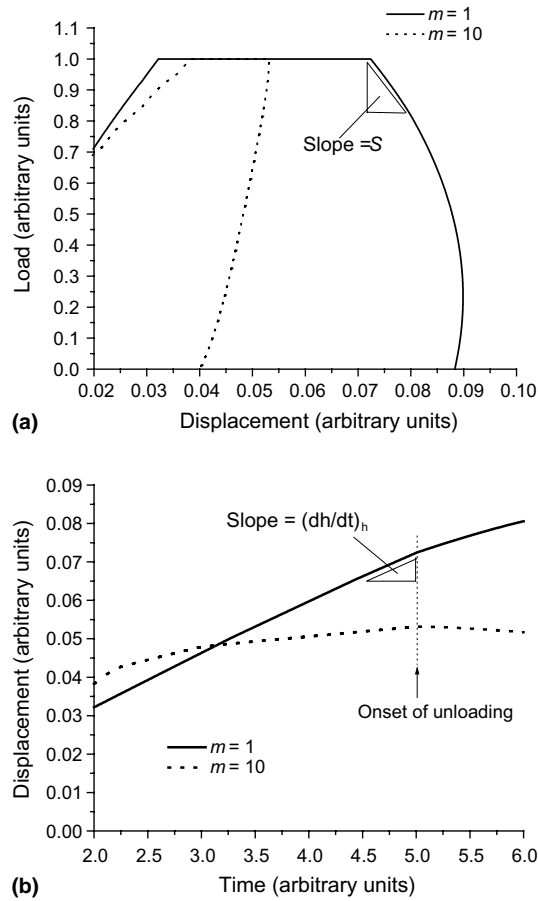 m = 1
m = 10
1.1
1.0
0.9
0.8
0.7
0.6
0.5
0.4
0.3
0.2
0.1
0.0
Load (arbitrary units)
Slope =S
0.02 0.03 0.04 0.05 0.06 0.07 0.08 0.09 0.10
Displacement (arbitrary units)
(a)
0.09
0.08
0.07
0.06
0.05
0.04
0.03
0.02
0.01
0.00
Displacement (arbitrary units)
Slope = (dh/dt)h
Onset of unloading
m = 1
m = 10
2.0 2.5 3.0 3.5 4.0 4.5 5.0 5.5 6.0
Time (arbitrary units)
(b)